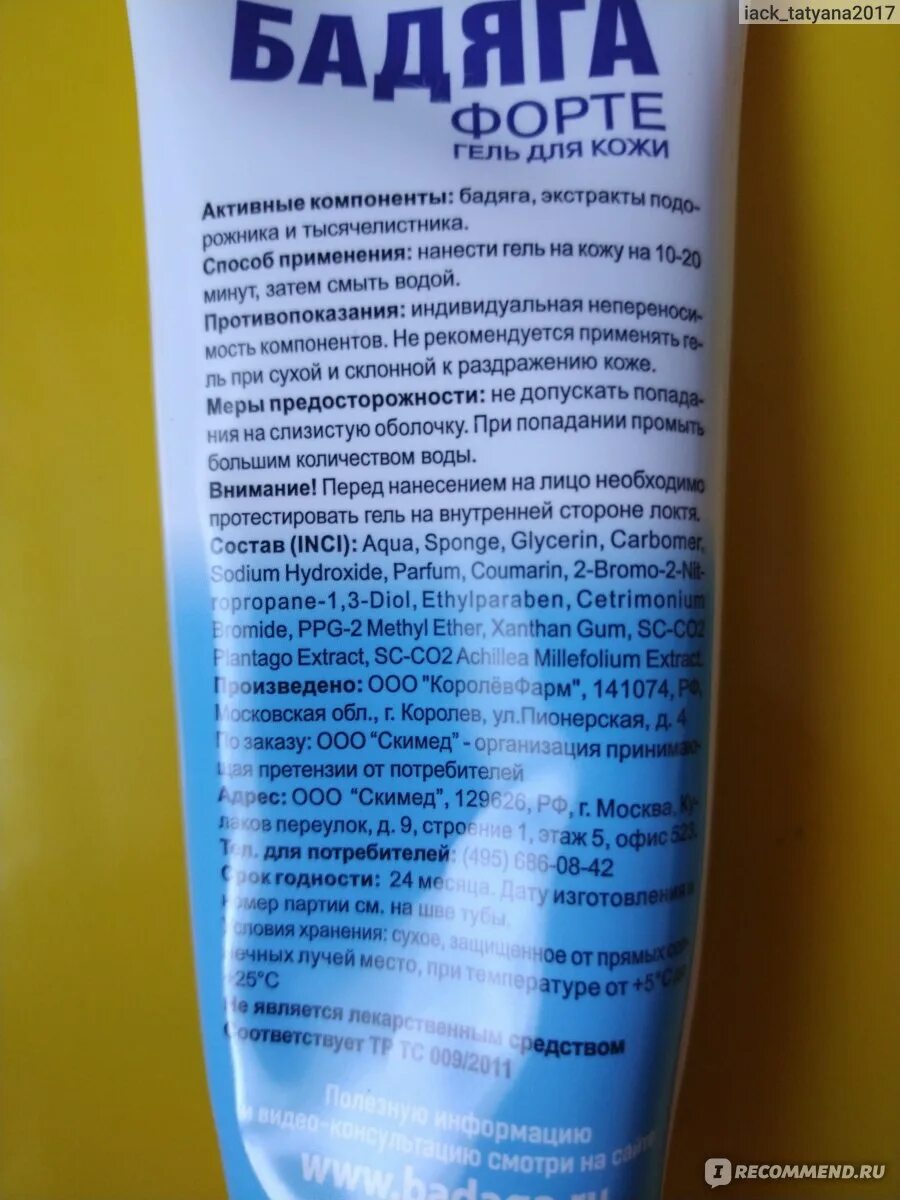 iack_tatyana2017
БАДЯГА
ФОРТЕ
ГЕЛЬ ДЛЯ КОЖИ
Активные компоненты: бадяга, экстракты подо-
рожника и тысячелистника.
Способ применения: нанести гель на кожу на 10-20
минут, затем смыть водой.
Противопоказания: индивидуальная непереноси-
мость компонентов. Не рекомендуется применять ге-
ль при сухой и склонной к раздражению коже.
Меры предосторожности: не допускать попада-
ния на слизистую оболочку. При попадании промыть
большим количеством воды.
Внимание! Перед нанесением на лицо необходимо
протестировать гель на внутренней стороне локтя.
Состав (INCI): Aqua, Sponge, Glycerin, Carbomer,
Sodium Hydroxide, Parfum, Coumarin, 2-Bromo-2-Nit-
ropropane-1,3-Diol, Ethylparaben, Cetrimonium
Bromide, PPG-2 Methyl Ether, Xanthan Gum, SC-CO2
Plantago Extract, SC-CO2 Achillea Millefolium Extract.
Произведено: ООО "КоролёвФарм", 141074, РФ,
Московская обл., г. Королев, ул.Пионерская, д. 4
По заказу: ООО "Скимед" - организация принимаю-
щая претензии от потребителей
Адрес: ООО "Скимед", 129626, РФ, г. Москва, Ку-
лаков переулок, д. 9, строение 1, этаж 5, офис 523.
Тел. для потребителей: (495) 686-08-42
Срок годности: 24 месяца. Дату изготовления и
номер партии см. на шве тубы.
Условия хранения: сухое, защищенное от прямых сол-
нечных лучей место, при температуре от +5°С до
+25°С
Не является лекарственным средством
Соответствует ТР ТС 009/2011
Полезную информацию
и видео-консультацию смотри на сайте
www.badaga.ru
IRECOMMEND.RU